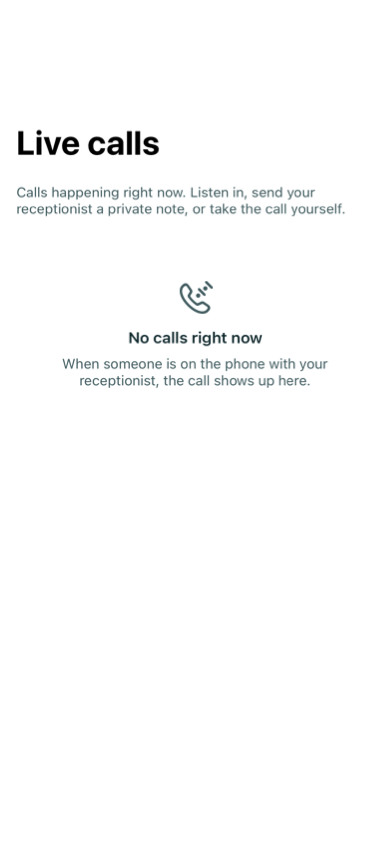 Live calls
Calls happening right now. Listen in, send your
receptionist a private note, or take the call yourself.
No calls right now
When someone is on the phone with your
receptionist, the call shows up here.